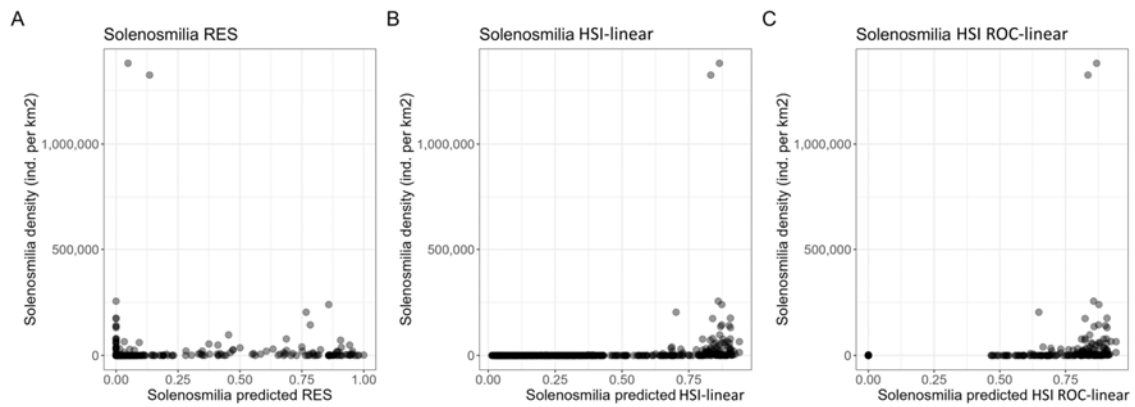 A
Solenosmilia RES
Solenosmilia density (ind. per km2)
1,000,000
500,000
0
0.00 0.25 0.50 0.75 1.00
Solenosmilia predicted RES
B
Solenosmilia HSI-linear
Solenosmilia density (ind. per km2)
1,000,000
500,000
0
0.00 0.25 0.50 0.75
Solenosmilia predicted HSI-linear
C
Solenosmilia HSI ROC-linear
Solenosmilia density (ind. per km2)
1,000,000
500,000
0
0.00 0.25 0.50 0.75
Solenosmilia predicted HSI ROC-linear